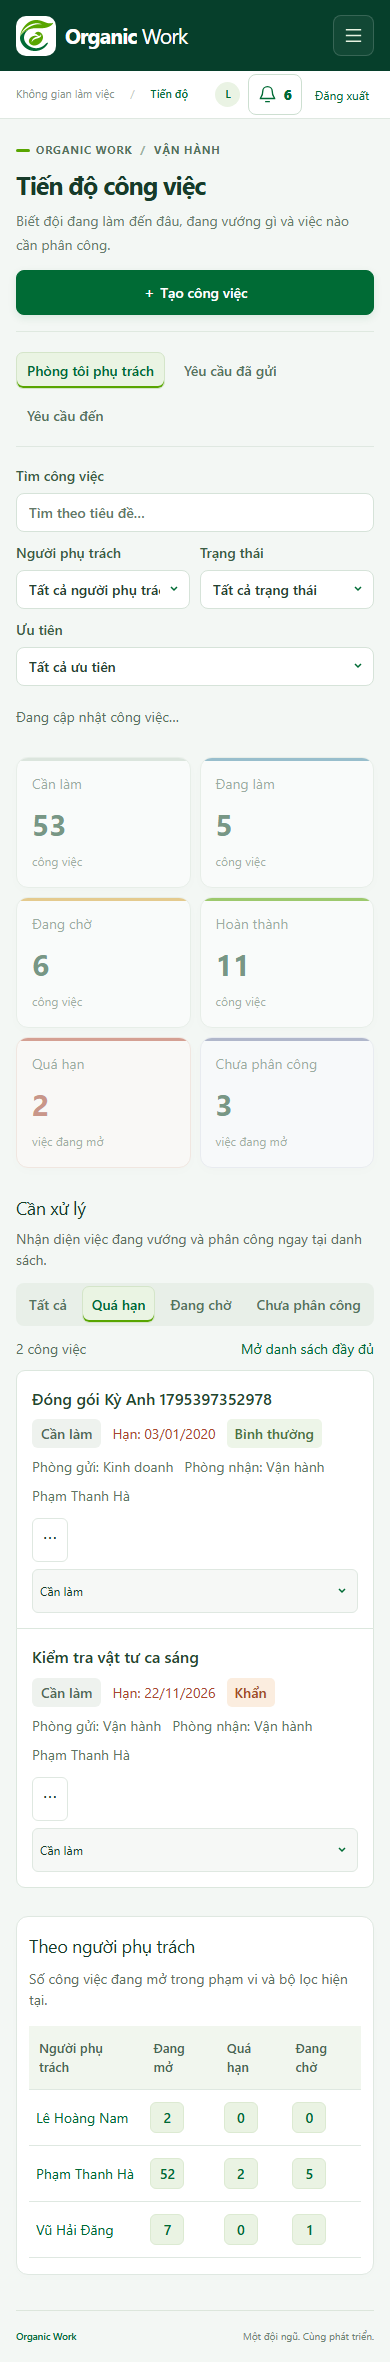 Organic Work
Không gian làm việc / Tiến độ L 6 Đăng xuất
ORGANIC WORK / VẬN HÀNH
Tiến độ công việc
Biết đội đang làm đến đâu, đang vướng gì và việc nào
cần phân công.
+ Tạo công việc
Phòng tôi phụ trách Yêu cầu đã gửi
Yêu cầu đến
Tìm công việc
Tìm theo tiêu đề...
Người phụ trách Trạng thái
Tất cả người phụ trác Tất cả trạng thái
Ưu tiên
Tất cả ưu tiên
Đang cập nhật công việc...
Cần làm Đang làm
53 5
công việc công việc
Đang chờ Hoàn thành
6 11
công việc công việc
Quá hạn Chưa phân công
2 3
việc đang mở việc đang mở
Cần xử lý
Nhận diện việc đang vướng và phân công ngay tại danh
sách.
Tất cả Quá hạn Đang chờ Chưa phân công
2 công việc Mở danh sách đầy đủ
Đóng gói Kỳ Anh 1795397352978
Cần làm Hạn: 03/01/2020 Bình thường
Phòng gửi: Kinh doanh Phòng nhận: Vận hành
Phạm Thanh Hà
...
Cần làm
Kiểm tra vật tư ca sáng
Cần làm Hạn: 22/11/2026 Khẩn
Phòng gửi: Vận hành Phòng nhận: Vận hành
Phạm Thanh Hà
...
Cần làm
Theo người phụ trách
Số công việc đang mở trong phạm vi và bộ lọc hiện
tại.
Người phụ Đang Quá Đang
trách mở hạn chờ
Lê Hoàng Nam 2 0 0
Phạm Thanh Hà 52 2 5
Vũ Hải Đăng 7 0 1
Organic Work Một đội ngũ. Cùng phát triển.